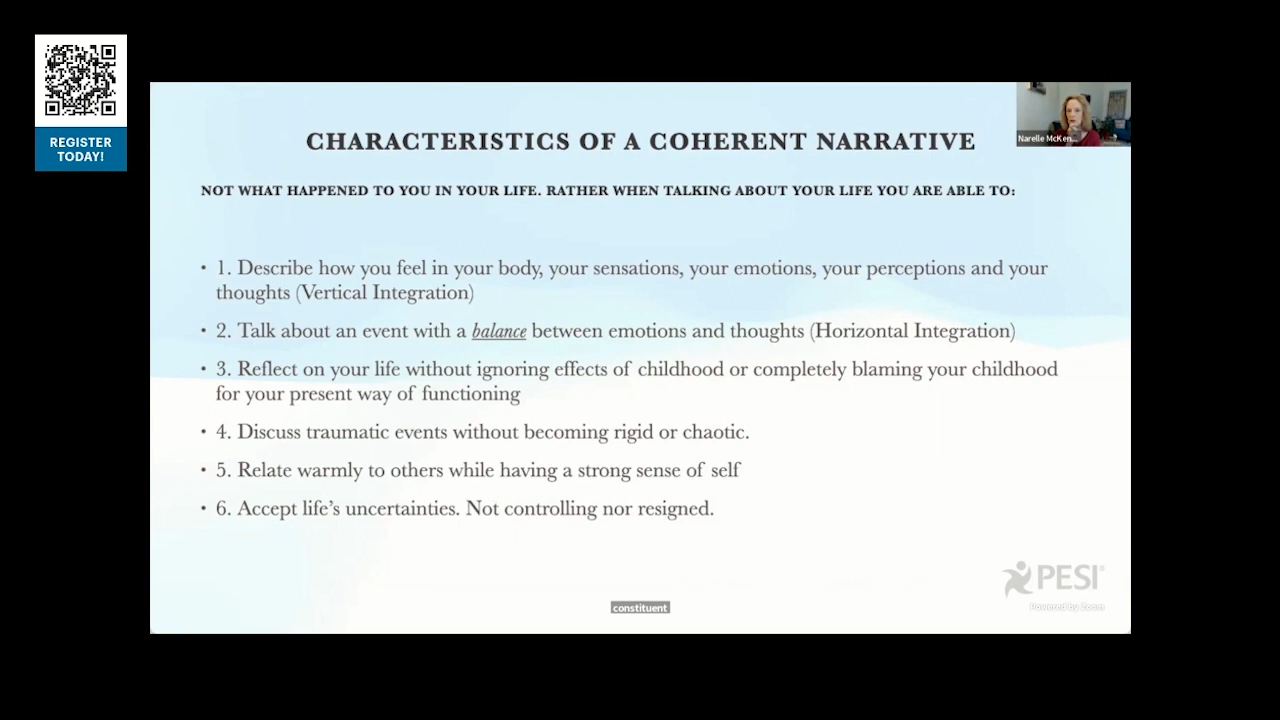 REGISTER
TODAY!
Narelle McKen...
CHARACTERISTICS OF A COHERENT NARRATIVE
NOT WHAT HAPPENED TO YOU IN YOUR LIFE. RATHER WHEN TALKING ABOUT YOUR LIFE YOU ARE ABLE TO:
• 1. Describe how you feel in your body, your sensations, your emotions, your perceptions and your
thoughts (Vertical Integration)
• 2. Talk about an event with a balance between emotions and thoughts (Horizontal Integration)
• 3. Reflect on your life without ignoring effects of childhood or completely blaming your childhood
for your present way of functioning
• 4. Discuss traumatic events without becoming rigid or chaotic.
• 5. Relate warmly to others while having a strong sense of self
• 6. Accept life’s uncertainties. Not controlling nor resigned.
PESI®
Powered by Zoom
constituent